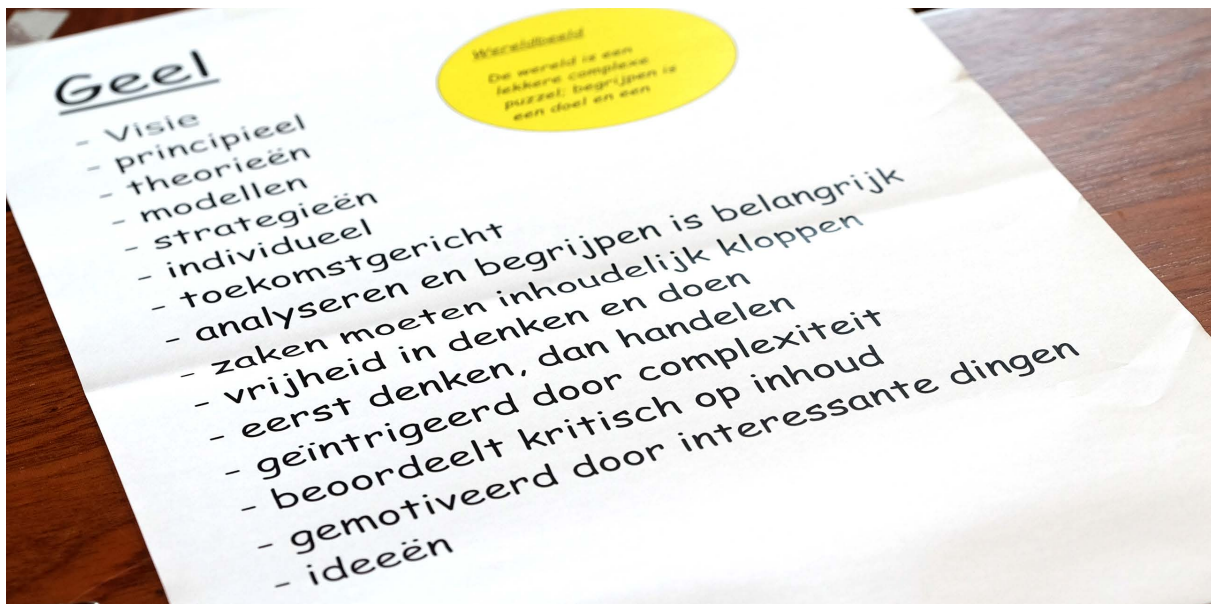 Geel
- Visie
- principieel
- theorieën
- modellen
- strategieën
- individueel
- toekomstgericht
- analyseren en begrijpen is belangrijk
- zaken moeten inhoudelijk kloppen
- vrijheid in denken en doen
- eerst denken, dan handelen
- geïntrigeerd door complexiteit
- beoordeelt kritisch op inhoud
- gemotiveerd door interessante dingen
- ideeën
Wereldbeeld
De wereld is een
lekkere complexe
puzzel; begrijpen is
een doel en een